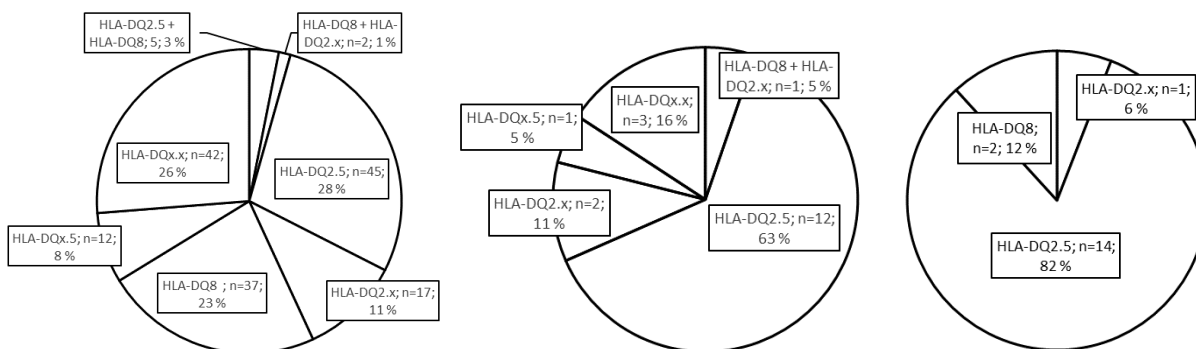 HLA-DQ2.5 +
HLA-DQ8; 5; 3 %
HLA-DQ8 + HLA-
DQ2.x; n=2; 1 %
HLA-DQx.x; n=42;
26 %
HLA-DQ2.5; n=45;
28 %
HLA-DQx.5; n=12;
8 %
HLA-DQ8 ; n=37;
23 %
HLA-DQ2.x; n=17;
11 %
HLA-DQ8 + HLA-
DQ2.x; n=1; 5 %
HLA-DQx.x;
n=3; 16 %
HLA-DQx.5; n=1;
5 %
HLA-DQ2.x; n=2;
11 %
HLA-DQ2.5; n=12;
63 %
HLA-DQ2.x; n=1;
6 %
HLA-DQ8;
n=2; 12 %
HLA-DQ2.5; n=14;
82 %